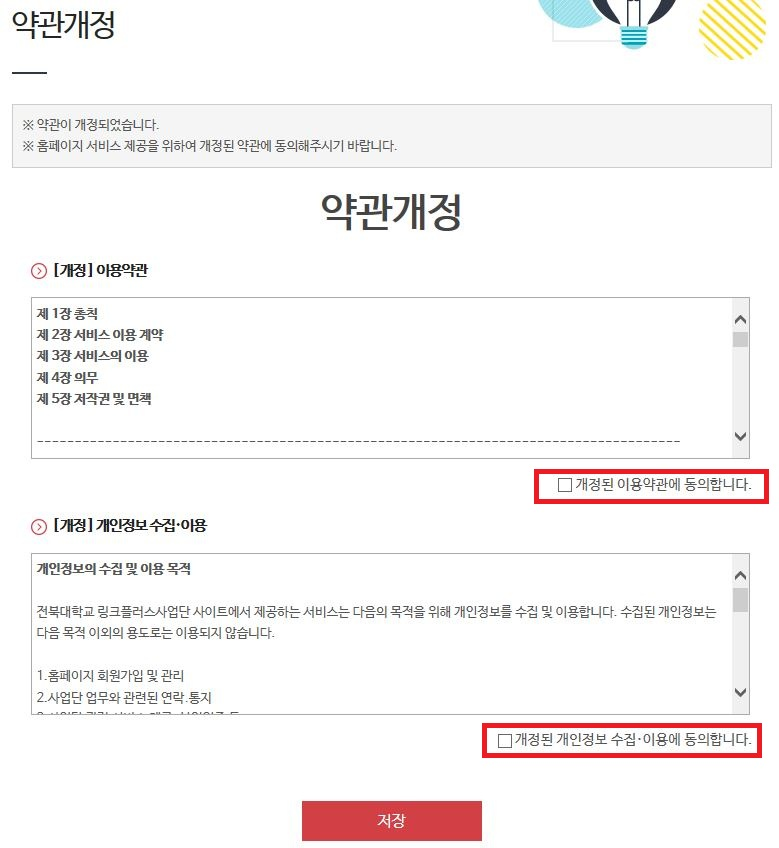 약관개정
※ 약관이 개정되었습니다.
※ 홈페이지 서비스 제공을 위하여 개정된 약관에 동의해주시기 바랍니다.
약관개정
[개정] 이용약관
제 1장 총칙
제 2장 서비스 이용 계약
제 3장 서비스의 이용
제 4장 의무
제 5장 저작권 및 면책
개정된 이용약관에 동의합니다.
[개정] 개인정보 수집·이용
개인정보의 수집 및 이용 목적
전북대학교 링크플러스사업단 사이트에서 제공하는 서비스는 다음의 목적을 위해 개인정보를 수집 및 이용합니다. 수집된 개인정보는
다음 목적 이외의 용도로는 이용되지 않습니다.
1.홈페이지 회원가입 및 관리
2.사업단 업무와 관련된 연락.통지
개정된 개인정보 수집·이용에 동의합니다.
저장